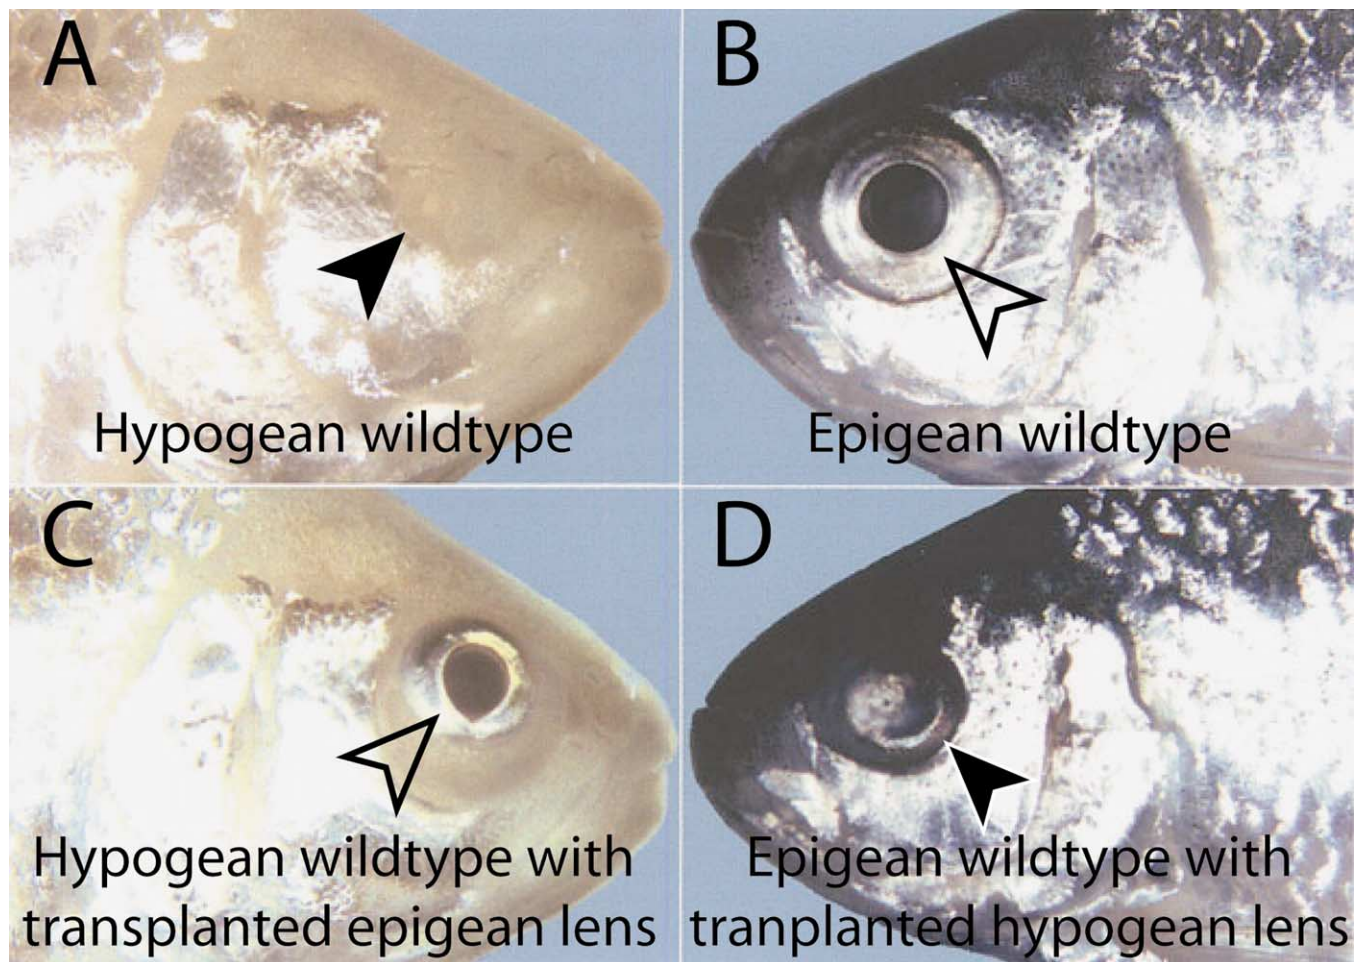 A
B
Hypogean wildtype
Epigean wildtype
C
D
Hypogean wildtype with
transplanted epigean lens
Epigean wildtype with
tranplanted hypogean lens